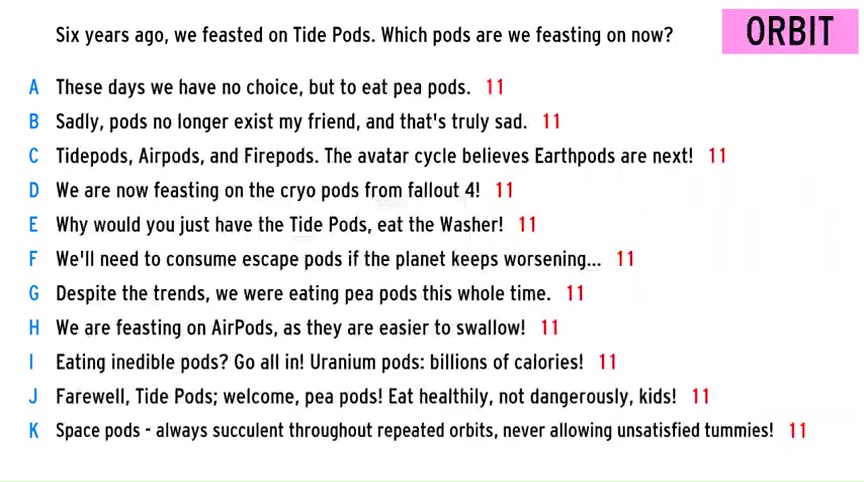 Six years ago, we feasted on Tide Pods. Which pods are we feasting on now?
ORBIT
A These days we have no choice, but to eat pea pods. 11
B Sadly, pods no longer exist my friend, and that's truly sad. 11
C Tidepods, Airpods, and Firepods. The avatar cycle believes Earthpods are next! 11
D We are now feasting on the cryo pods from fallout 4! 11
E Why would you just have the Tide Pods, eat the Washer! 11
F We'll need to consume escape pods if the planet keeps worsening... 11
G Despite the trends, we were eating pea pods this whole time. 11
H We are feasting on AirPods, as they are easier to swallow! 11
I Eating inedible pods? Go all in! Uranium pods: billions of calories! 11
J Farewell, Tide Pods; welcome, pea pods! Eat healthily, not dangerously, kids! 11
K Space pods - always succulent throughout repeated orbits, never allowing unsatisfied tummies! 11